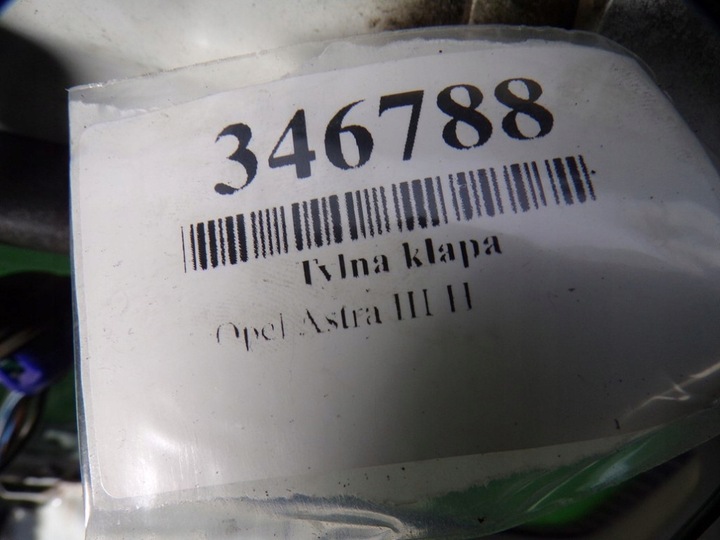 346788
Tylna klapa
Opel Astra III H